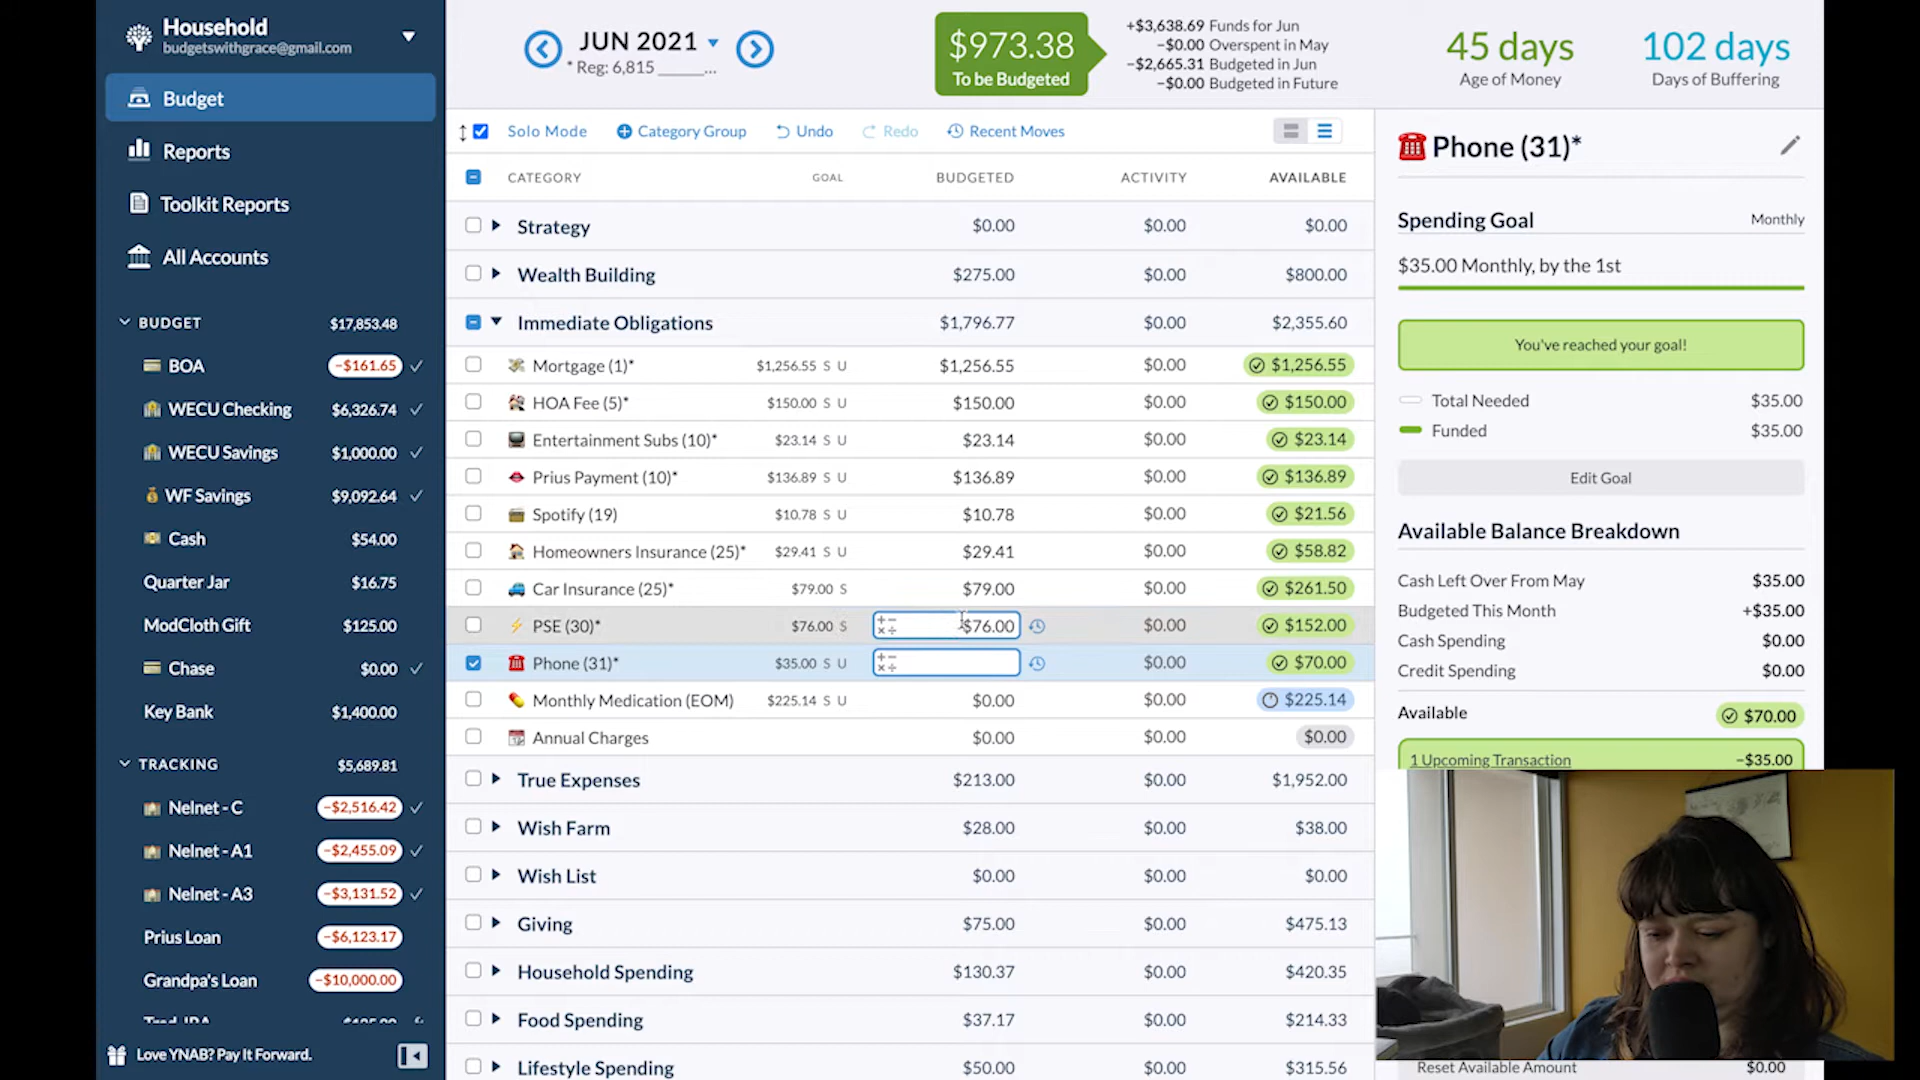 Household
budgetswithgrace@gmail.com
Budget
Reports
Toolkit Reports
All Accounts
BUDGET $17,853.48
BOA −$161.65
WECU Checking $6,326.74
WECU Savings $1,000.00
WF Savings $9,092.64
Cash $54.00
Quarter Jar $16.75
ModCloth Gift $125.00
Chase $0.00
Key Bank $1,400.00
TRACKING $5,689.81
Nelnet - C −$2,516.42
Nelnet - A1 −$2,455.09
Nelnet - A3 −$3,131.52
Prius Loan −$6,123.17
Grandpa's Loan −$10,000.00
Love YNAB? Pay It Forward.
JUN 2021
* Reg: 6,815 ______...
$973.38
To be Budgeted
+$3,638.69 Funds for Jun
−$0.00 Overspent in May
−$2,665.31 Budgeted in Jun
−$0.00 Budgeted in Future
45 days
Age of Money
102 days
Days of Buffering
Solo Mode Category Group Undo Redo Recent Moves
CATEGORY GOAL BUDGETED ACTIVITY AVAILABLE
Strategy $0.00 $0.00 $0.00
Wealth Building $275.00 $0.00 $800.00
Immediate Obligations $1,796.77 $0.00 $2,355.60
Mortgage (1)* $1,256.55 S U $1,256.55 $0.00 $1,256.55
HOA Fee (5)* $150.00 S U $150.00 $0.00 $150.00
Entertainment Subs (10)* $23.14 S U $23.14 $0.00 $23.14
Prius Payment (10)* $136.89 S U $136.89 $0.00 $136.89
Spotify (19) $10.78 S U $10.78 $0.00 $21.56
Homeowners Insurance (25)* $29.41 S U $29.41 $0.00 $58.82
Car Insurance (25)* $79.00 S $79.00 $0.00 $261.50
PSE (30)* $76.00 S $76.00 $0.00 $152.00
Phone (31)* $35.00 S U $0.00 $70.00
Monthly Medication (EOM) $225.14 S U $0.00 $0.00 $225.14
Annual Charges $0.00 $0.00 $0.00
True Expenses $213.00 $0.00 $1,952.00
Wish Farm $28.00 $0.00 $38.00
Wish List $0.00 $0.00 $0.00
Giving $75.00 $0.00 $475.13
Household Spending $130.37 $0.00 $420.35
Food Spending $37.17 $0.00 $214.33
Lifestyle Spending $50.00 $0.00 $315.56
Phone (31)*
Spending Goal Monthly
$35.00 Monthly, by the 1st
You've reached your goal!
Total Needed $35.00
Funded $35.00
Edit Goal
Available Balance Breakdown
Cash Left Over From May $35.00
Budgeted This Month +$35.00
Cash Spending $0.00
Credit Spending $0.00
Available $70.00
1 Upcoming Transaction −$35.00
Reset Available Amount $0.00